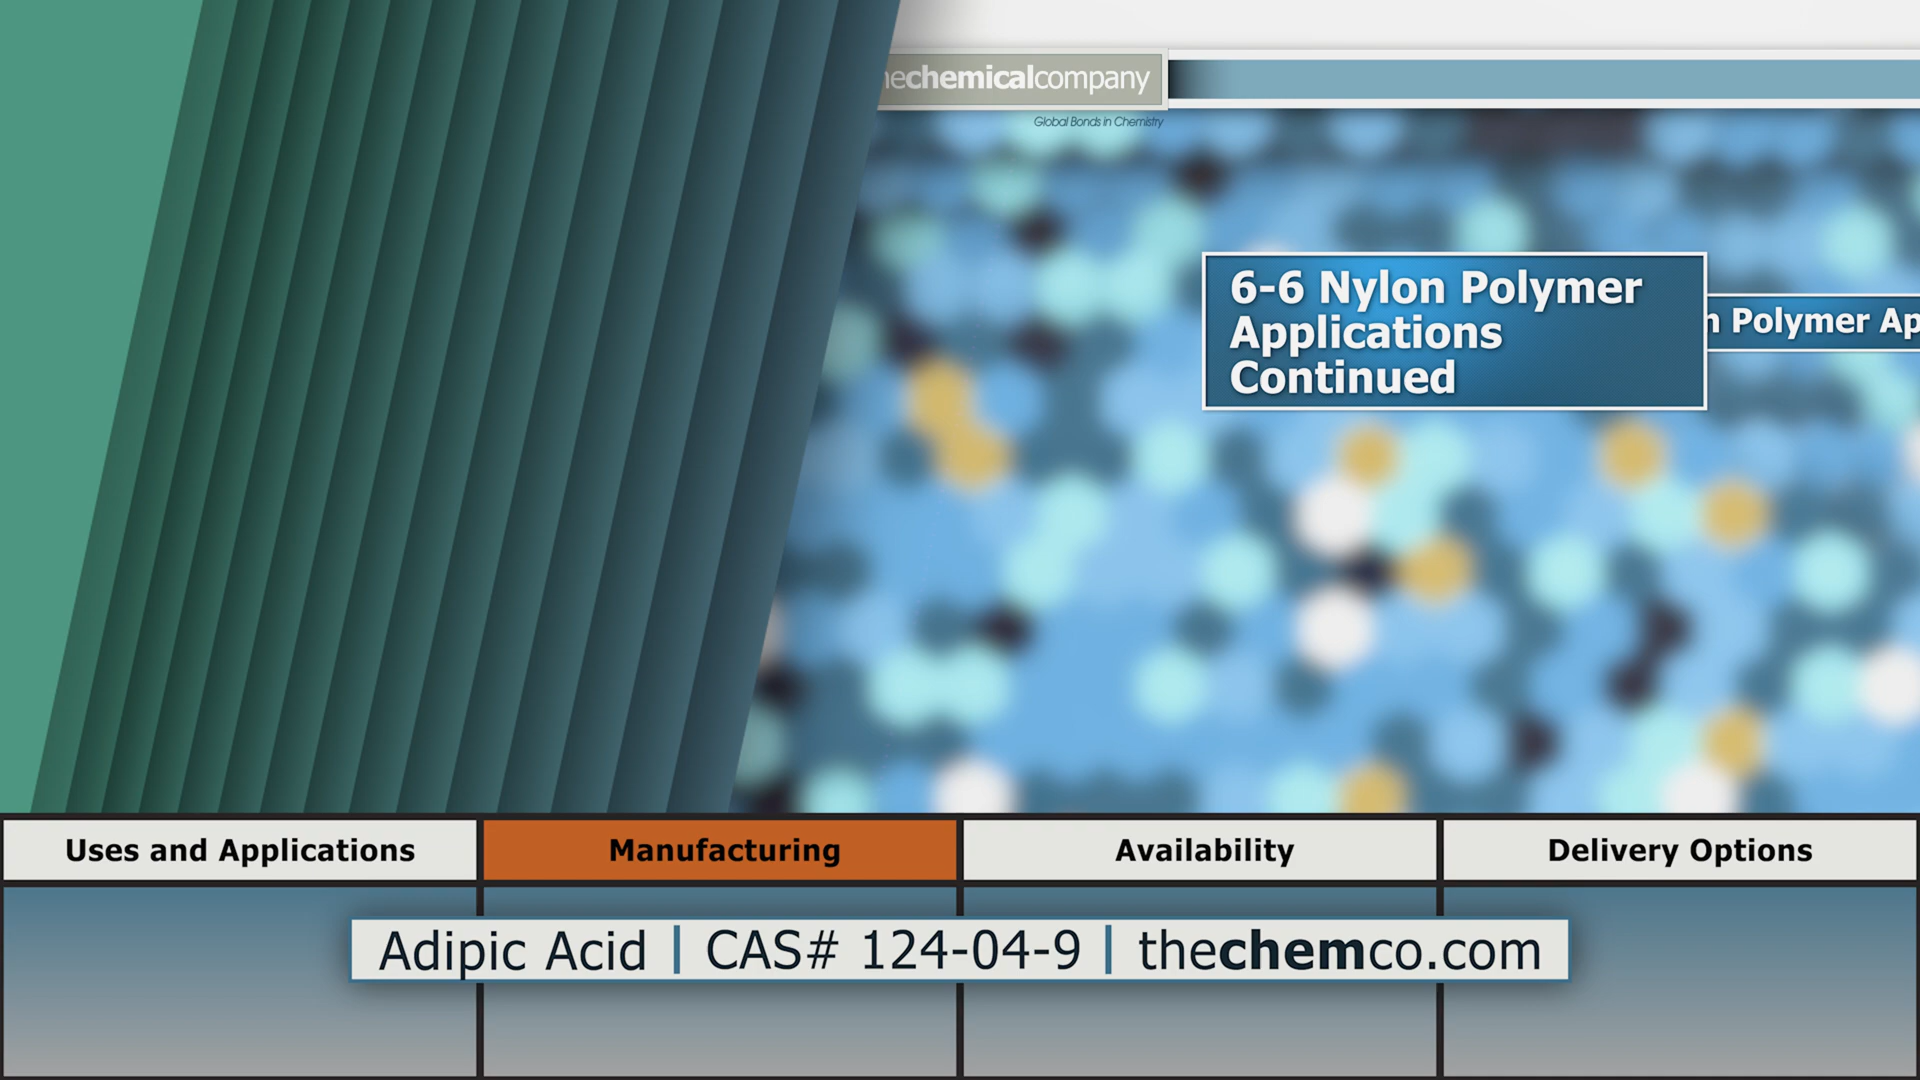 hechemicalcompany
Global Bonds in Chemistry
6-6 Nylon Polymer
Applications
Continued
n Polymer Ap
Uses and Applications
Manufacturing
Availability
Delivery Options
Adipic Acid | CAS# 124-04-9 | thechemco.com